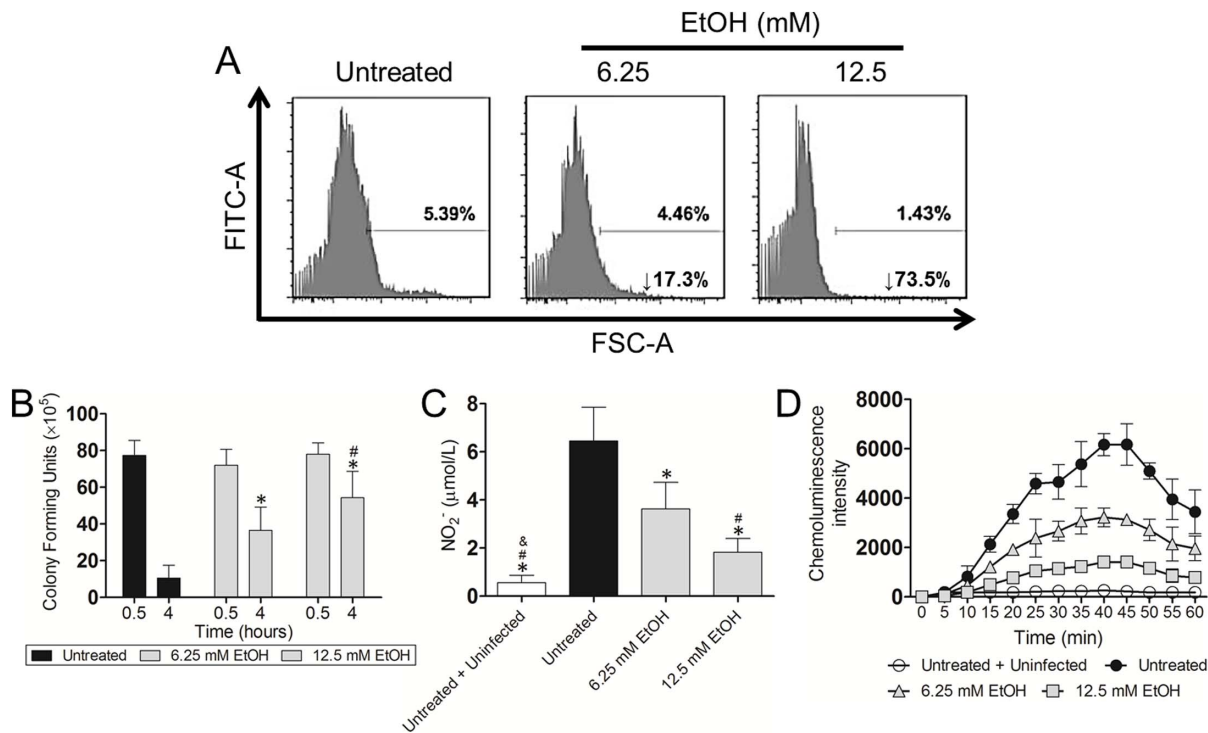 A
EtOH (mM)
Untreated
6.25
12.5
FITC-A
5.39%
4.46%
1.43%
↓17.3%
↓73.5%
FSC-A
B
Colony Forming Units (×10⁵)
100
80
60
40
20
0
*
#
*
0.5 4 0.5 4 0.5 4
Time (hours)
Untreated 6.25 mM EtOH 12.5 mM EtOH
C
NO₂⁻ (μmol/L)
8
6
4
2
0
&
#
*
*
#
*
Untreated + Uninfected
Untreated
6.25 mM EtOH
12.5 mM EtOH
D
Chemoluminescence
intensity
8000
6000
4000
2000
0
0 5 10 15 20 25 30 35 40 45 50 55 60
Time (min)
Untreated + Uninfected Untreated
6.25 mM EtOH 12.5 mM EtOH